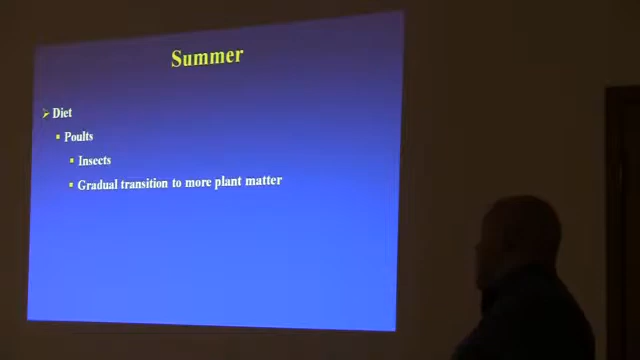 Summer
Diet
Poults
Insects
Gradual transition to more plant matter